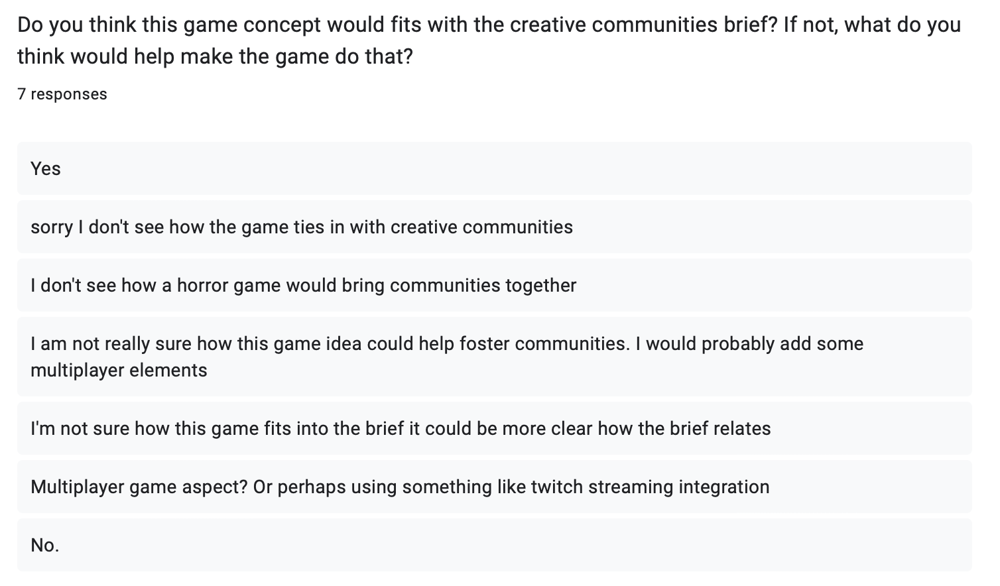 Do you think this game concept would fits with the creative communities brief? If not, what do you
think would help make the game do that?
7 responses
Yes
sorry I don't see how the game ties in with creative communities
I don't see how a horror game would bring communities together
I am not really sure how this game idea could help foster communities. I would probably add some
multiplayer elements
I'm not sure how this game fits into the brief it could be more clear how the brief relates
Multiplayer game aspect? Or perhaps using something like twitch streaming integration
No.